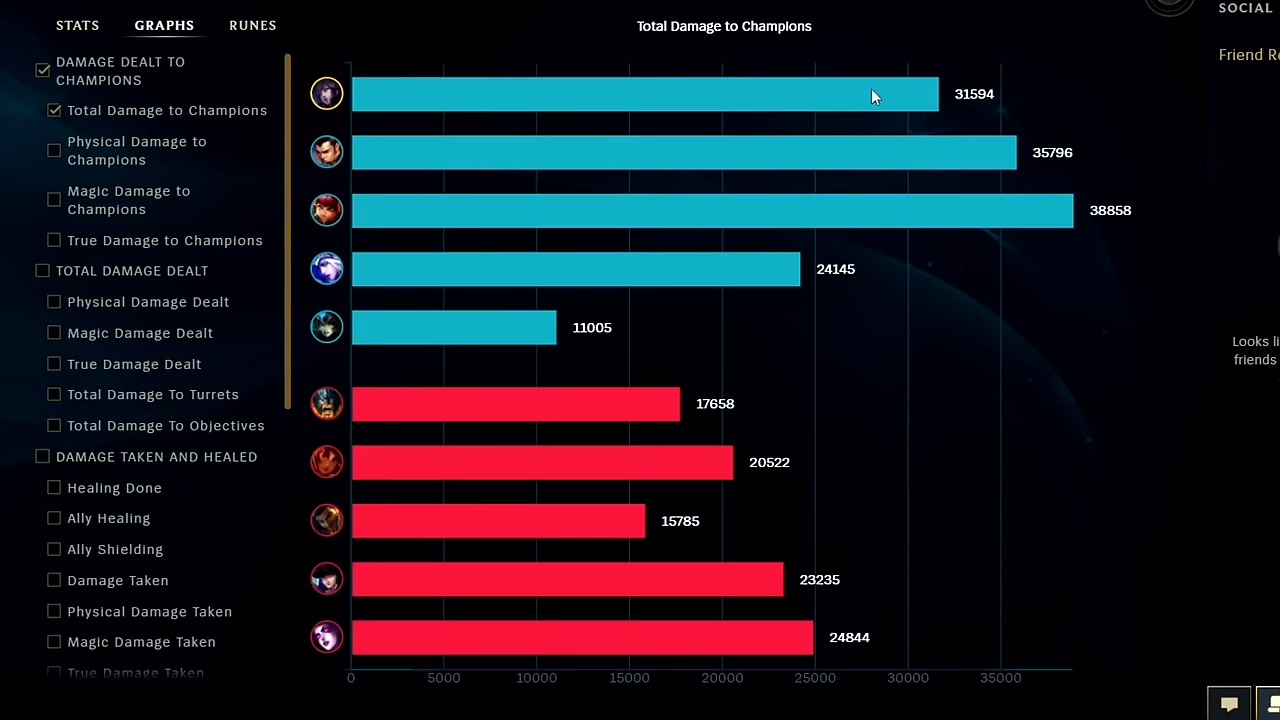 STATS
GRAPHS
RUNES
Total Damage to Champions
SOCIAL
DAMAGE DEALT TO
CHAMPIONS
Total Damage to Champions
Physical Damage to
Champions
Magic Damage to
Champions
True Damage to Champions
TOTAL DAMAGE DEALT
Physical Damage Dealt
Magic Damage Dealt
True Damage Dealt
Total Damage To Turrets
Total Damage To Objectives
DAMAGE TAKEN AND HEALED
Healing Done
Ally Healing
Ally Shielding
Damage Taken
Physical Damage Taken
Magic Damage Taken
True Damage Taken
31594
35796
38858
24145
11005
17658
20522
15785
23235
24844
0
5000
10000
15000
20000
25000
30000
35000
Friend
Looks
friends